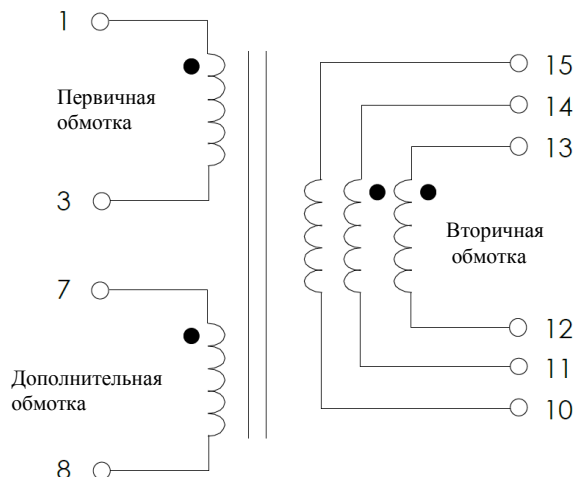 1
Первичная
обмотка
3
7
Дополнительная
обмотка
8
15
14
13
Вторичная
обмотка
12
11
10